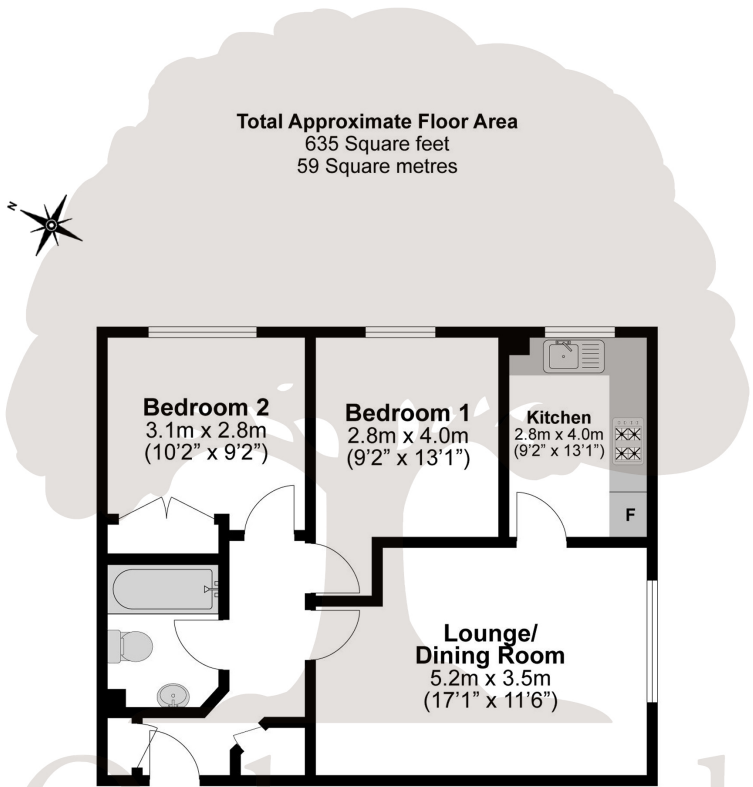 Total Approximate Floor Area
635 Square feet
59 Square metres
N
Bedroom 2
3.1m x 2.8m
(10'2" x 9'2")
Bedroom 1
2.8m x 4.0m
(9'2" x 13'1")
Kitchen
2.8m x 4.0m
(9'2" x 13'1")
F
Lounge/
Dining Room
5.2m x 3.5m
(17'1" x 11'6")